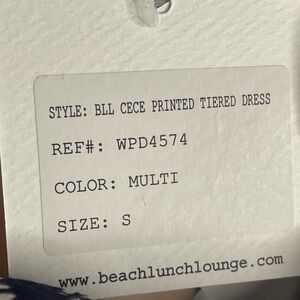 STYLE: BLL CECE PRINTED TIERED DRESS
REF#: WPD4574
COLOR: MULTI
SIZE: S
www.beachlunchlounge.com